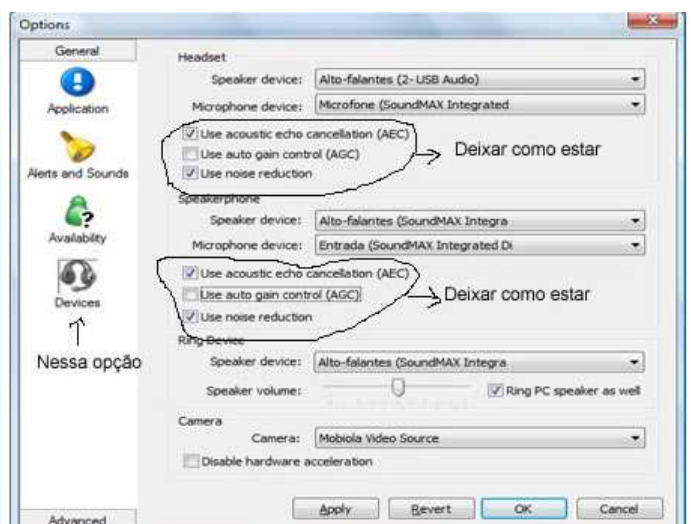 Options
General
Application
Alerts and Sounds
Availability
Devices
Nessa opção
Advanced
Headset
Speaker device: Alto-falantes (2- USB Audio)
Microphone device: Microfone (SoundMAX Integrated
Use acoustic echo cancellation (AEC)
Use auto gain control (AGC)
Use noise reduction
Deixar como estar
Speakerphone
Speaker device: Alto-falantes (SoundMAX Integra
Microphone device: Entrada (SoundMAX Integrated Di
Use acoustic echo cancellation (AEC)
Use auto gain control (AGC)
Use noise reduction
Deixar como estar
Ring Device
Speaker device: Alto-falantes (SoundMAX Integra
Speaker volume: Ring PC speaker as well
Camera
Camera: Mobiola Video Source
Disable hardware acceleration
Apply Revert OK Cancel